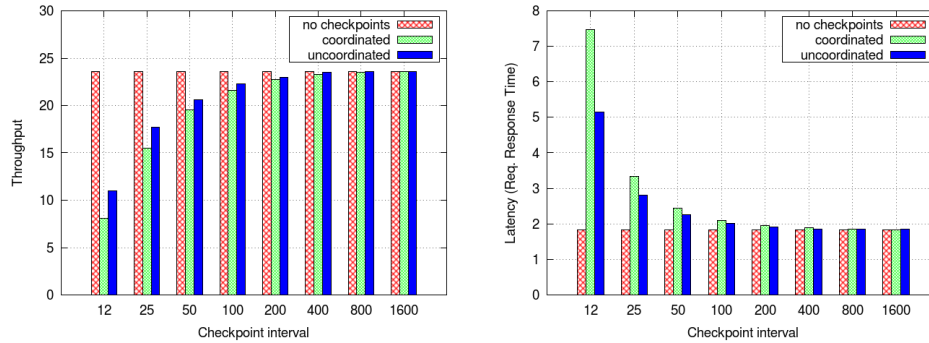 no checkpoints
coordinated
uncoordinated
30
25
20
15
10
5
0
Throughput
12 25 50 100 200 400 800 1600
Checkpoint interval
no checkpoints
coordinated
uncoordinated
8
7
6
5
4
3
2
1
0
Latency (Req. Response Time)
12 25 50 100 200 400 800 1600
Checkpoint interval